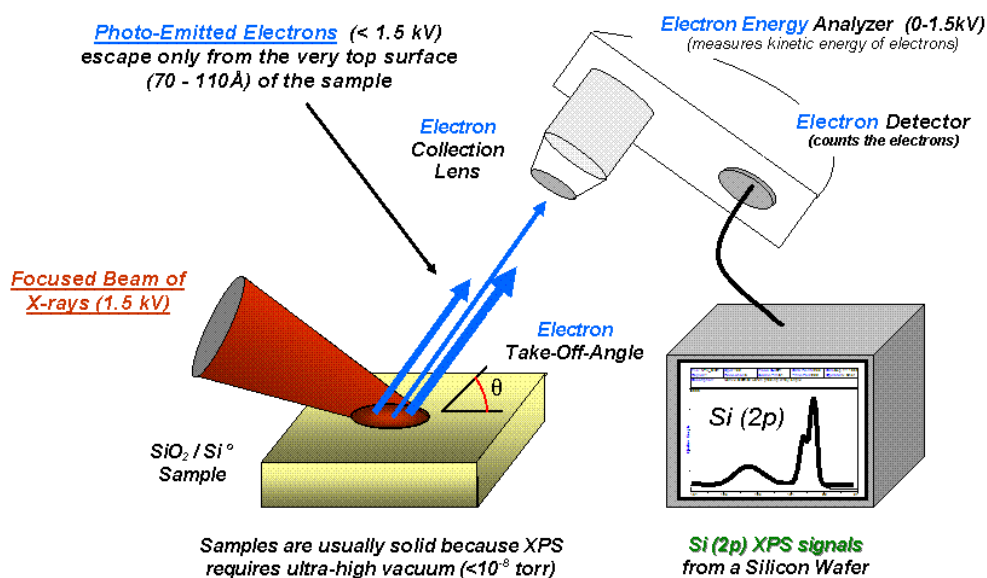 Photo-Emitted Electrons (< 1.5 kV)
escape only from the very top surface
(70 - 110Å) of the sample
Electron Energy Analyzer (0-1.5kV)
(measures kinetic energy of electrons)
Electron
Collection
Lens
Electron Detector
(counts the electrons)
Focused Beam of
X-rays (1.5 kV)
Electron
Take-Off-Angle
θ
Si (2p)
SiO₂ / Si°
Sample
Samples are usually solid because XPS
requires ultra-high vacuum (<10⁻⁸ torr)
Si (2p) XPS signals
from a Silicon Wafer